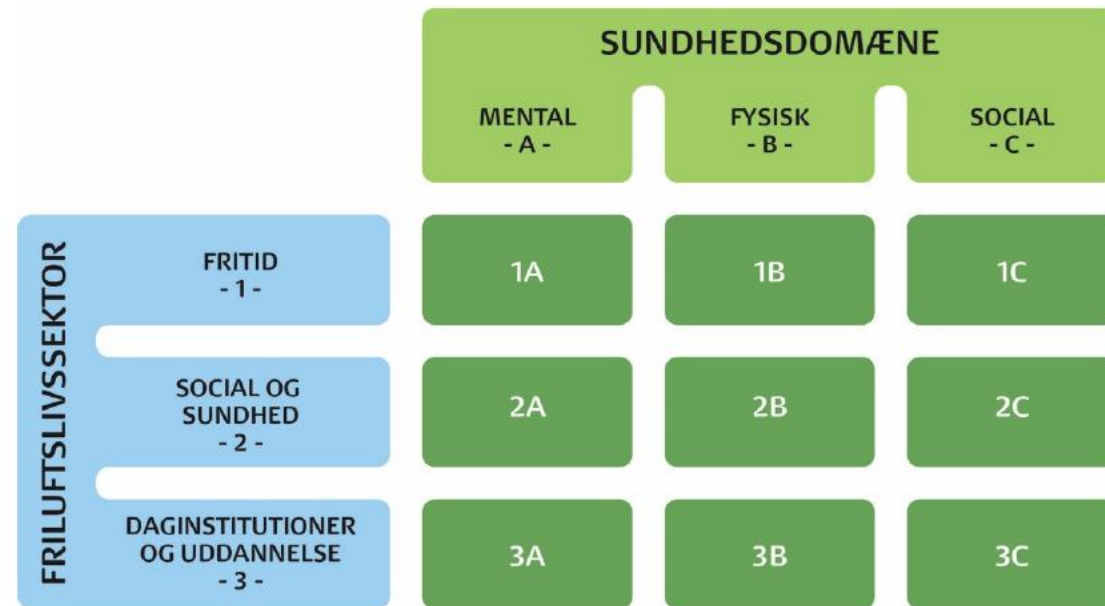 SUNDHEDSDOMÆNE
MENTAL
- A -
FYSISK
- B -
SOCIAL
- C -
FRILUFTSLIVSSEKTOR
FRITID
- 1 -
1A
1B
1C
SOCIAL OG
SUNDHED
- 2 -
2A
2B
2C
DAGINSTITUTIONER
OG UDDANNELSE
- 3 -
3A
3B
3C